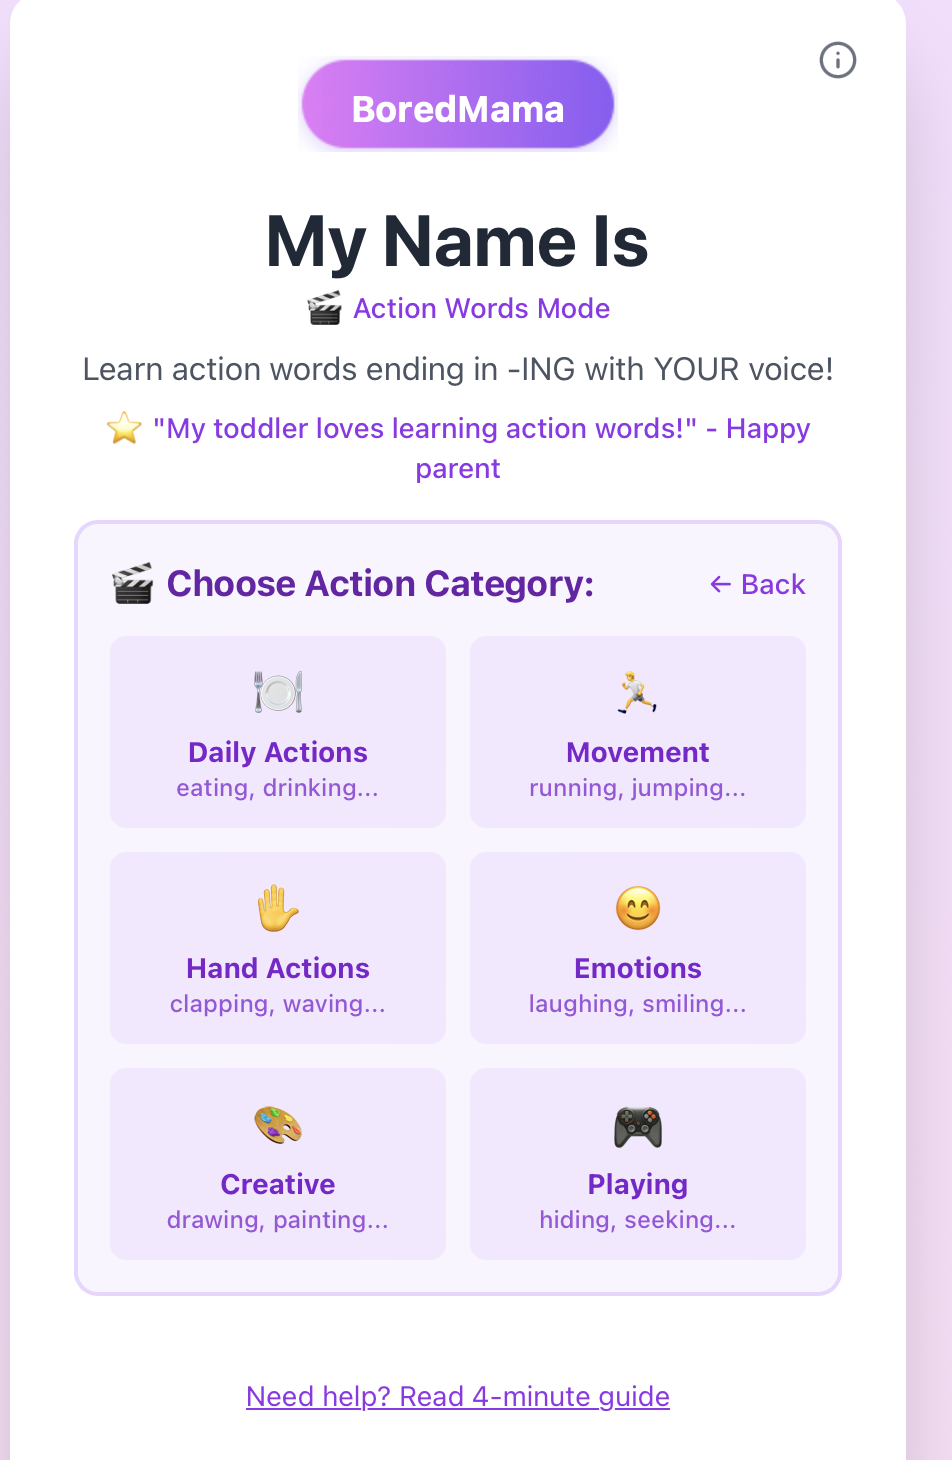 BoredMama
My Name Is
🎬 Action Words Mode
Learn action words ending in -ING with YOUR voice!
⭐ "My toddler loves learning action words!" - Happy
parent
🎬 Choose Action Category:
← Back
Daily Actions
eating, drinking...
Movement
running, jumping...
Hand Actions
clapping, waving...
Emotions
laughing, smiling...
Creative
drawing, painting...
Playing
hiding, seeking...
Need help? Read 4-minute guide